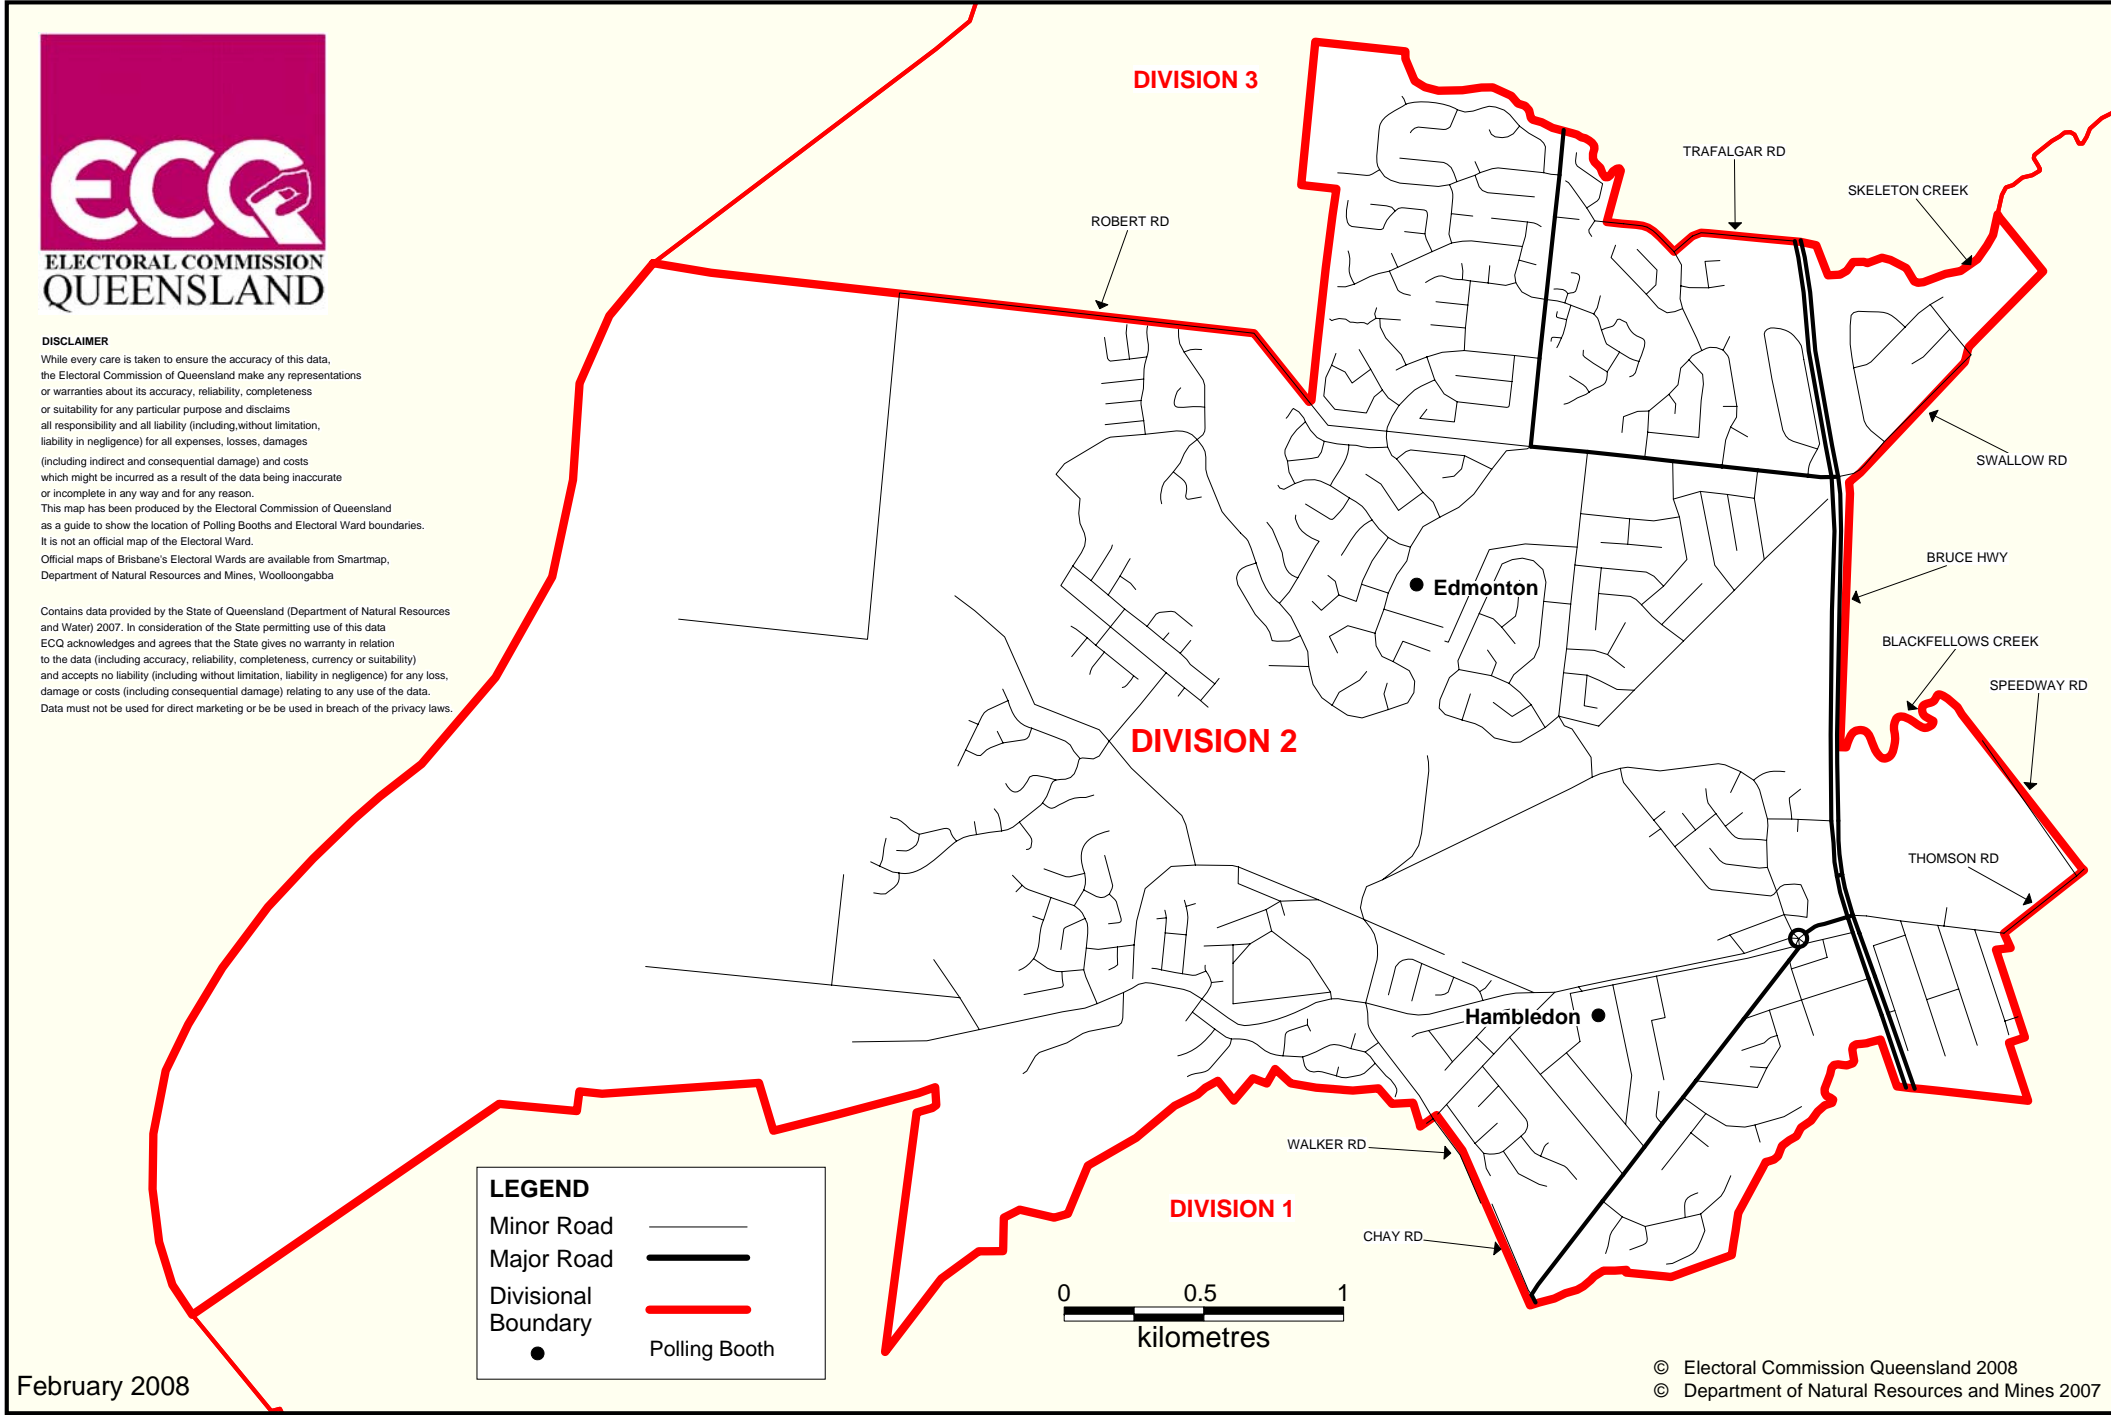 ECQ
ELECTORAL COMMISSION
QUEENSLAND
DISCLAIMER
While every care is taken to ensure the accuracy of this data,
the Electoral Commission of Queensland make any representations
or warranties about its accuracy, reliability, completeness
or suitability for any particular purpose and disclaims
all responsibility and all liability (including,without limitation,
liability in negligence) for all expenses, losses, damages
(including indirect and consequential damage) and costs
which might be incurred as a result of the data being inaccurate
or incomplete in any way and for any reason.
This map has been produced by the Electoral Commission of Queensland
as a guide to show the location of Polling Booths and Electoral Ward boundaries.
It is not an official map of the Electoral Ward.
Official maps of Brisbane's Electoral Wards are available from Smartmap,
Department of Natural Resources and Mines, Woolloongabba
Contains data provided by the State of Queensland (Department of Natural Resources
and Water) 2007. In consideration of the State permitting use of this data
ECQ acknowledges and agrees that the State gives no warranty in relation
to the data (including accuracy, reliability, completeness, currency or suitability)
and accepts no liability (including without limitation, liability in negligence) for any loss,
damage or costs (including consequential damage) relating to any use of the data.
Data must not be used for direct marketing or be be used in breach of the privacy laws.
DIVISION 3
TRAFALGAR RD
SKELETON CREEK
ROBERT RD
SWALLOW RD
BRUCE HWY
Edmonton
BLACKFELLOWS CREEK
SPEEDWAY RD
DIVISION 2
THOMSON RD
Hambledon
WALKER RD
DIVISION 1
CHAY RD
LEGEND
Minor Road
Major Road
Divisional
Boundary
Polling Booth
0 0.5 1
kilometres
February 2008
© Electoral Commission Queensland 2008
© Department of Natural Resources and Mines 2007